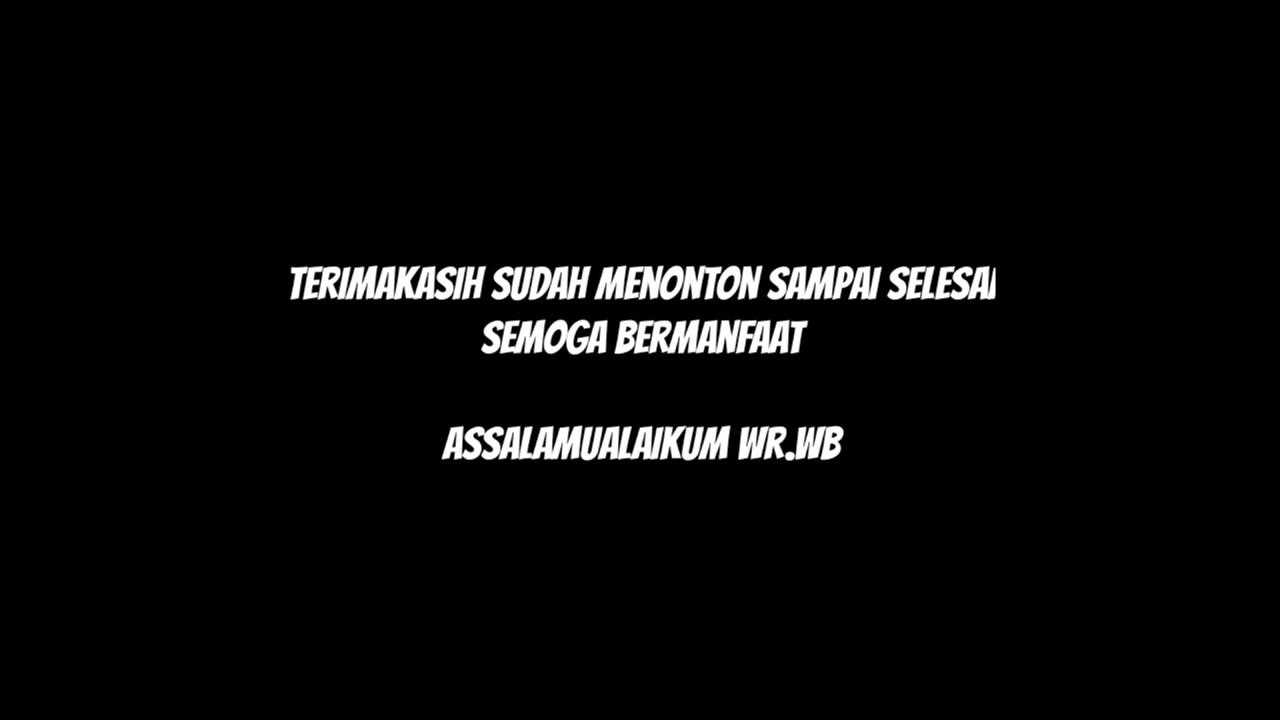 TERIMAKASIH SUDAH MENONTON SAMPAI SELESAI
SEMOGA BERMANFAAT
ASSALAMUALAIKUM WR.WB